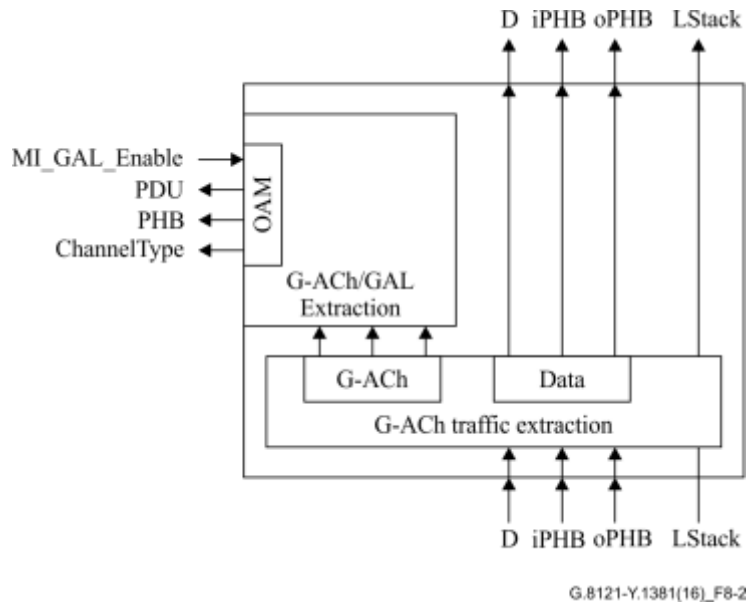 D iPHB oPHB LStack
MI_GAL_Enable
PDU
PHB
ChannelType
OAM
G-ACh/GAL
Extraction
G-ACh
Data
G-ACh traffic extraction
D iPHB oPHB LStack
G.8121-Y.1381(16)_F8-2